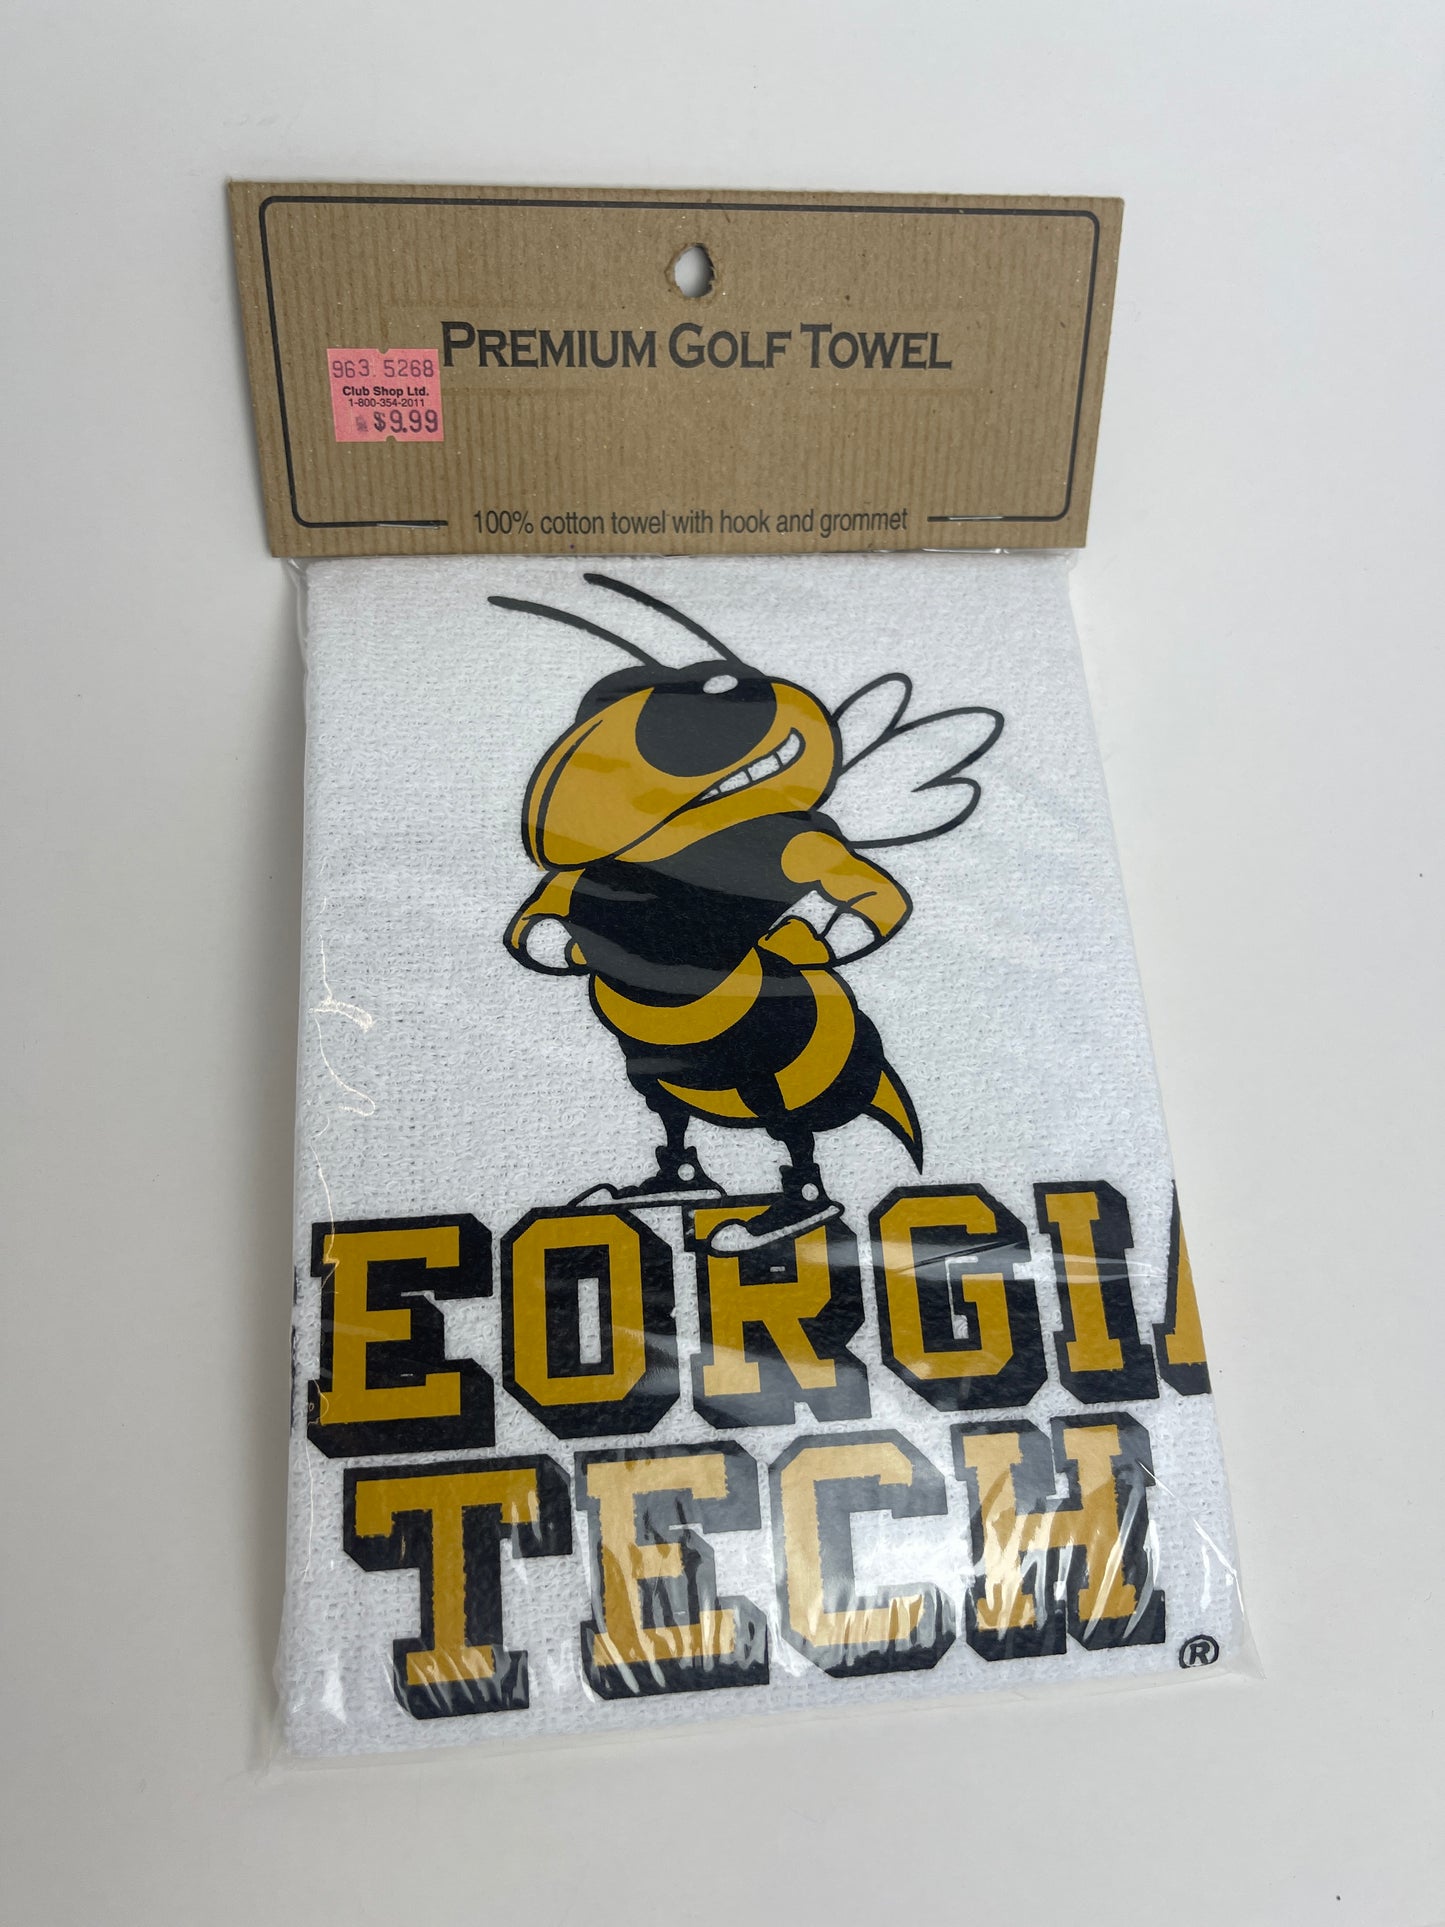 PREMIUM GOLF TOWEL
963 5268
Club Shop Ltd.
1-800-354-2011
$9.99
100% cotton towel with hook and grommet
EORGIA
TECH®